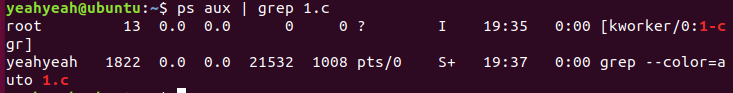 yeahyeah@ubuntu:~$ ps aux | grep 1.c
root        13  0.0  0.0      0     0 ?        I    19:35   0:00 [kworker/0:1-c
gr]
yeahyeah  1822  0.0  0.0  21532  1008 pts/0    S+   19:37   0:00 grep --color=a
uto 1.c